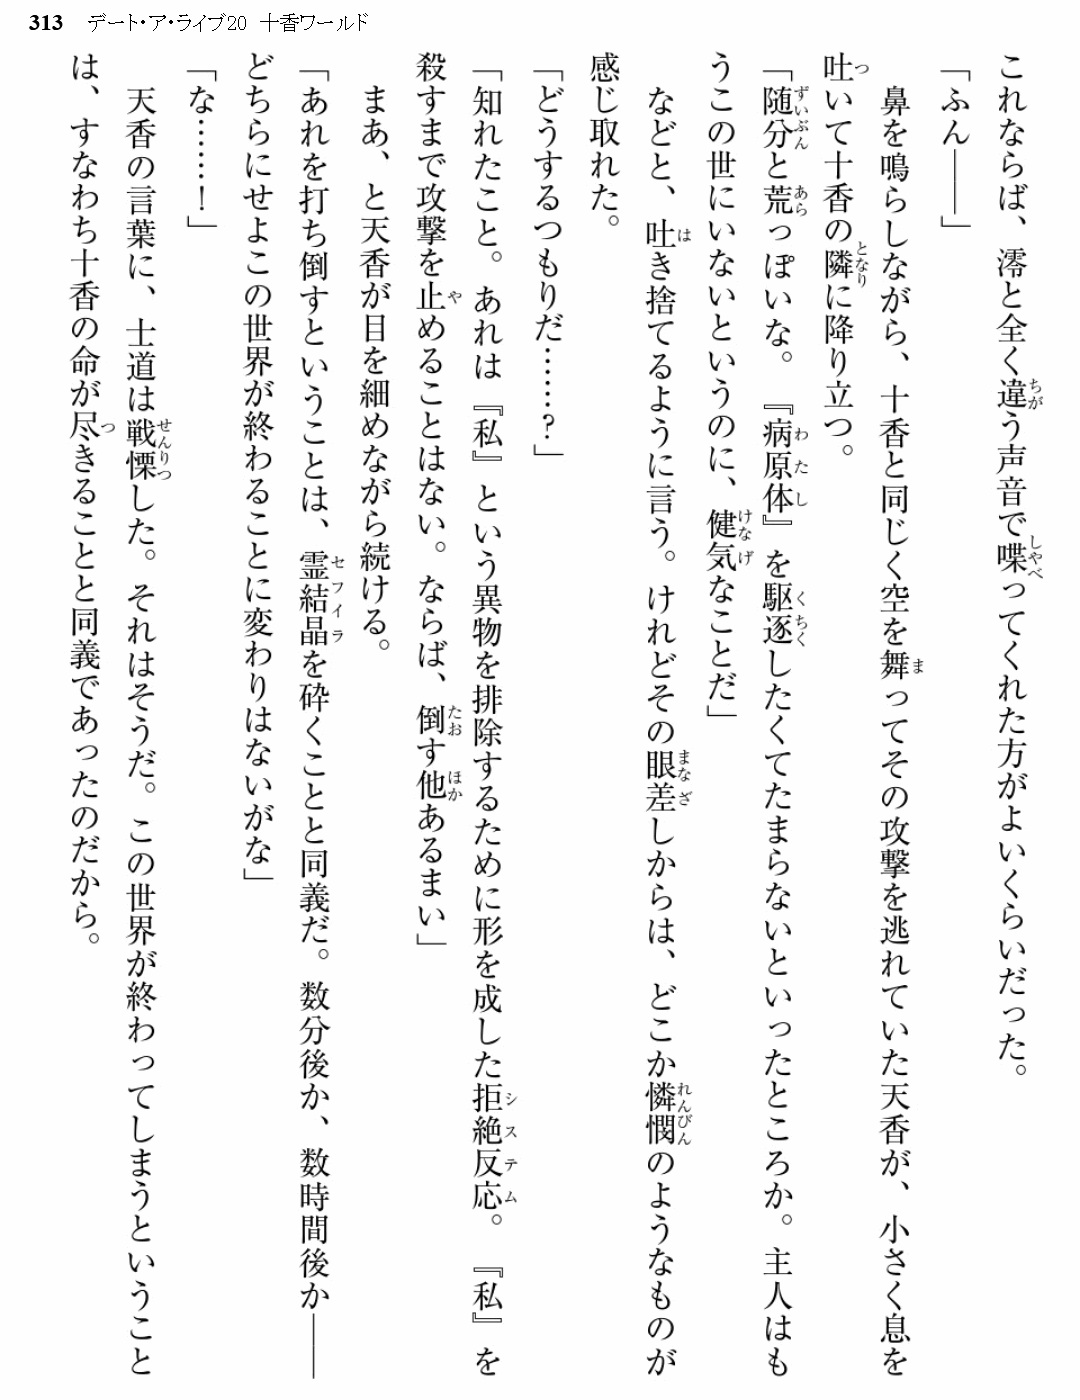 313 デート・ア・ライブ20 十香ワールド
これならば、澪と全く違う声音で喋ってくれた方がよいくらいだった。
「ふん――」
鼻を鳴らしながら、十香と同じく空を舞ってその攻撃を逃れていた天香が、小さく息を
吐いて十香の隣に降り立つ。
「随分と荒っぽいな。『病原体』を駆逐したくてたまらないといったところか。主人はも
うこの世にいないというのに、健気なことだ」
などと、吐き捨てるように言う。けれどその眼差しからは、どこか憐憫のようなものが
感じ取れた。
「どうするつもりだ……？」
「知れたこと。あれは『私』という異物を排除するために形を成した拒絶反応。『私』を
殺すまで攻撃を止めることはない。ならば、倒す他あるまい」
まあ、と天香が目を細めながら続ける。
「あれを打ち倒すということは、霊結晶を砕くことと同義だ。数分後か、数時間後か――
どちらにせよこの世界が終わることに変わりはないがな」
「な……！」
天香の言葉に、士道は戦慄した。それはそうだ。この世界が終わってしまうということ
は、すなわち十香の命が尽きることと同義であったのだから。